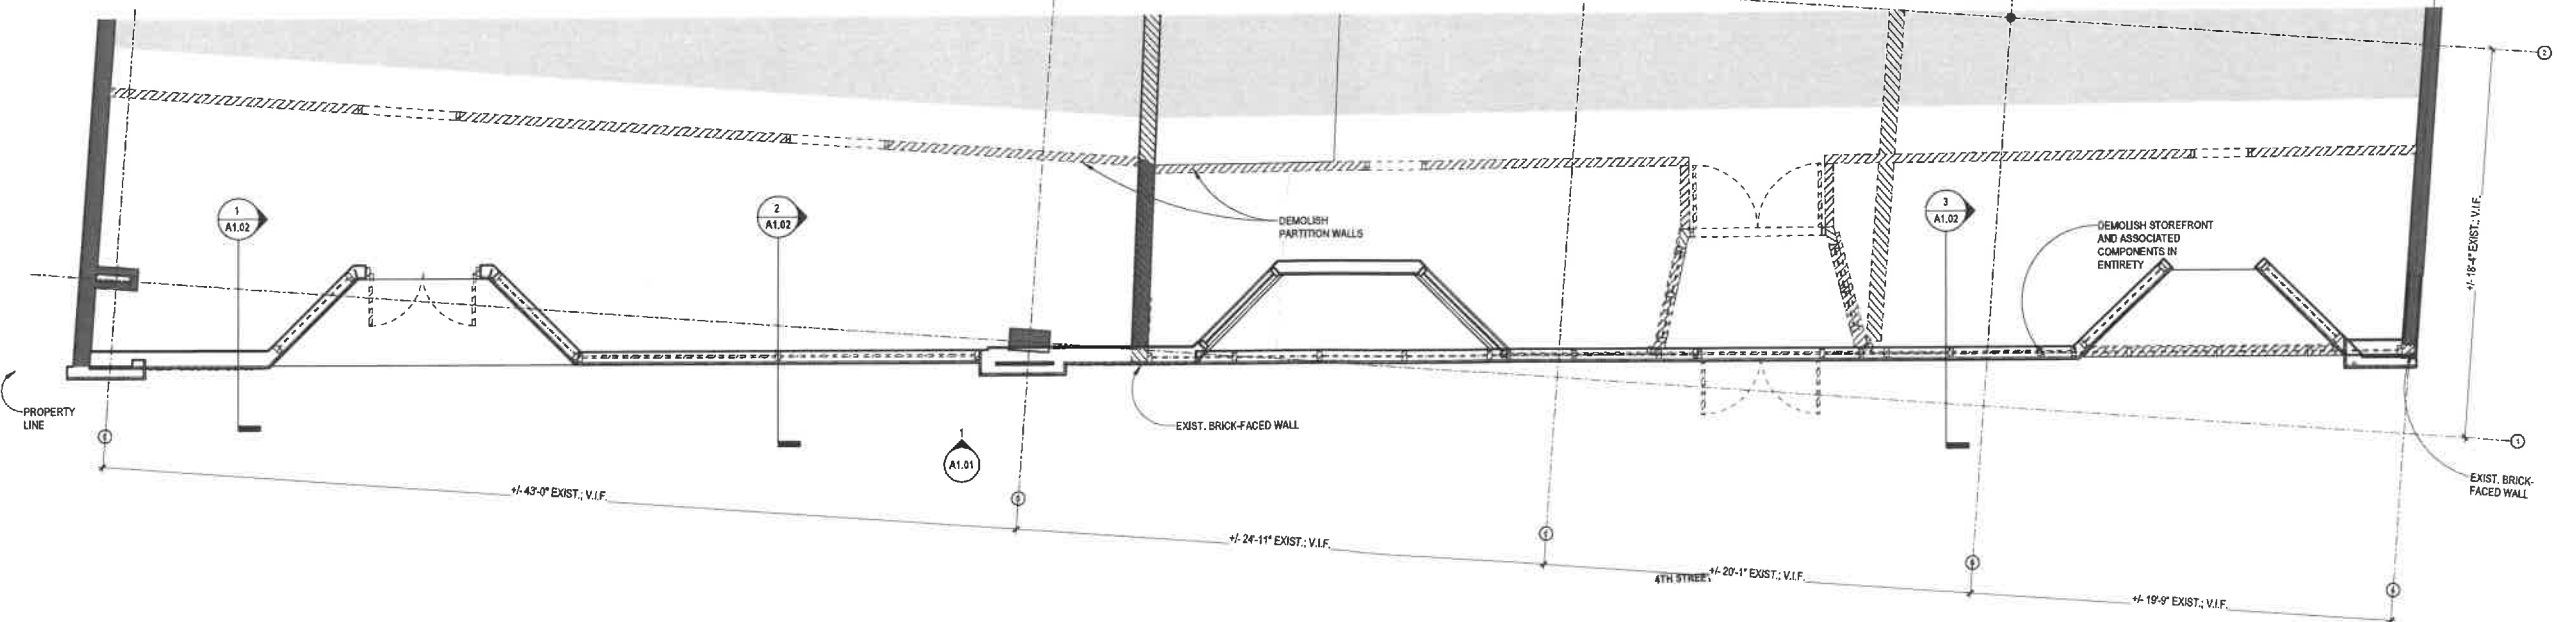 2
1
A1.02
2
A1.02
3
A1.02
DEMOLISH
PARTITION WALLS
DEMOLISH STOREFRONT
AND ASSOCIATED
COMPONENTS IN
ENTIRETY
+/- 18'-4" EXIST.; V.I.F.
PROPERTY
LINE
EXIST. BRICK-FACED WALL
1
A1.01
1
EXIST. BRICK-
FACED WALL
+/- 43'-0" EXIST.; V.I.F.
+/- 24'-11" EXIST.; V.I.F.
4TH STREET
+/- 20'-1" EXIST.; V.I.F.
+/- 19'-9" EXIST.; V.I.F.